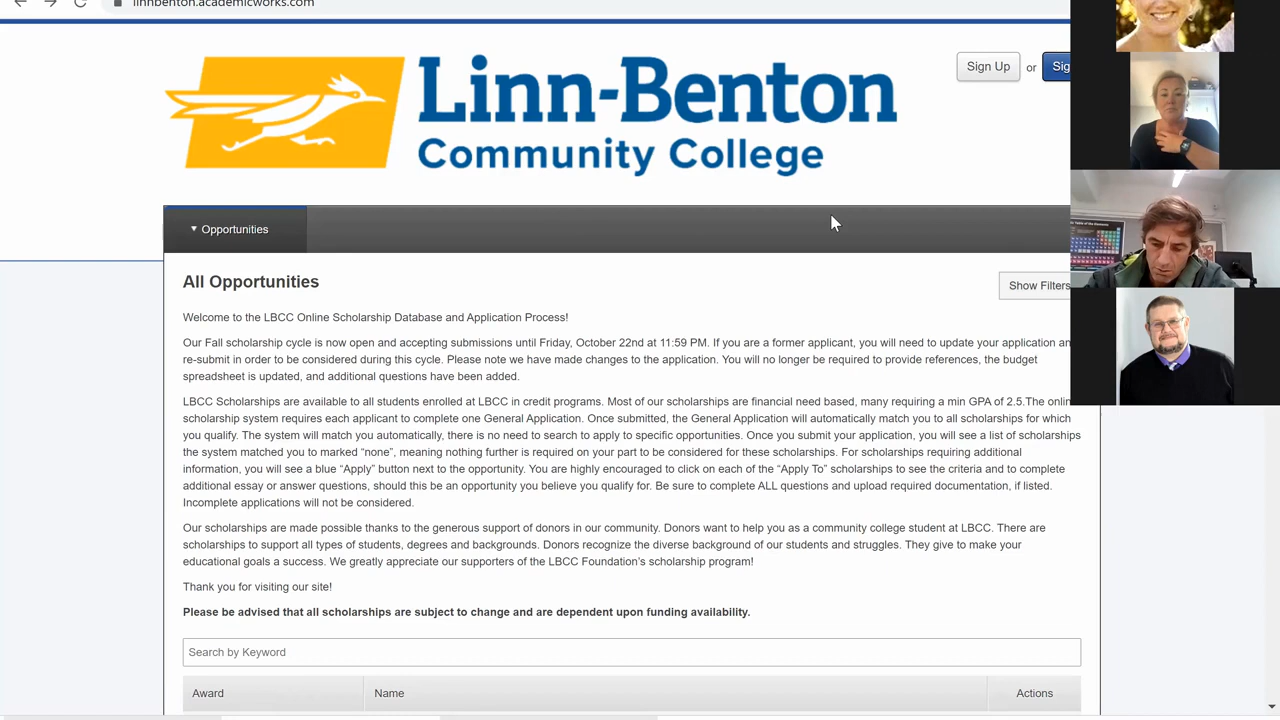 linnbenton.academicworks.com
Linn-Benton
Community College
Sign Up or
Opportunities
All Opportunities
Show Filters
Welcome to the LBCC Online Scholarship Database and Application Process!
Our Fall scholarship cycle is now open and accepting submissions until Friday, October 22nd at 11:59 PM. If you are a former applicant, you will need to update your application
re-submit in order to be considered during this cycle. Please note we have made changes to the application. You will no longer be required to provide references, the budget
spreadsheet is updated, and additional questions have been added.
LBCC Scholarships are available to all students enrolled at LBCC in credit programs. Most of our scholarships are financial need based, many requiring a min GPA of 2.5.The
scholarship system requires each applicant to complete one General Application. Once submitted, the General Application will automatically match you to all scholarships for which
you qualify. The system will match you automatically, there is no need to search to apply to specific opportunities. Once you submit your application, you will see a list of scholarships
the system matched you to marked “none”, meaning nothing further is required on your part to be considered for these scholarships. For scholarships requiring additional
information, you will see a blue “Apply” button next to the opportunity. You are highly encouraged to click on each of the “Apply To” scholarships to see the criteria and to complete
additional essay or answer questions, should this be an opportunity you believe you qualify for. Be sure to complete ALL questions and upload required documentation, if listed.
Incomplete applications will not be considered.
Our scholarships are made possible thanks to the generous support of donors in our community. Donors want to help you as a community college student at LBCC. There are
scholarships to support all types of students, degrees and backgrounds. Donors recognize the diverse background of our students and struggles. They give to make your
educational goals a success. We greatly appreciate our supporters of the LBCC Foundation’s scholarship program!
Thank you for visiting our site!
Please be advised that all scholarships are subject to change and are dependent upon funding availability.
Search by Keyword
Award Name Actions